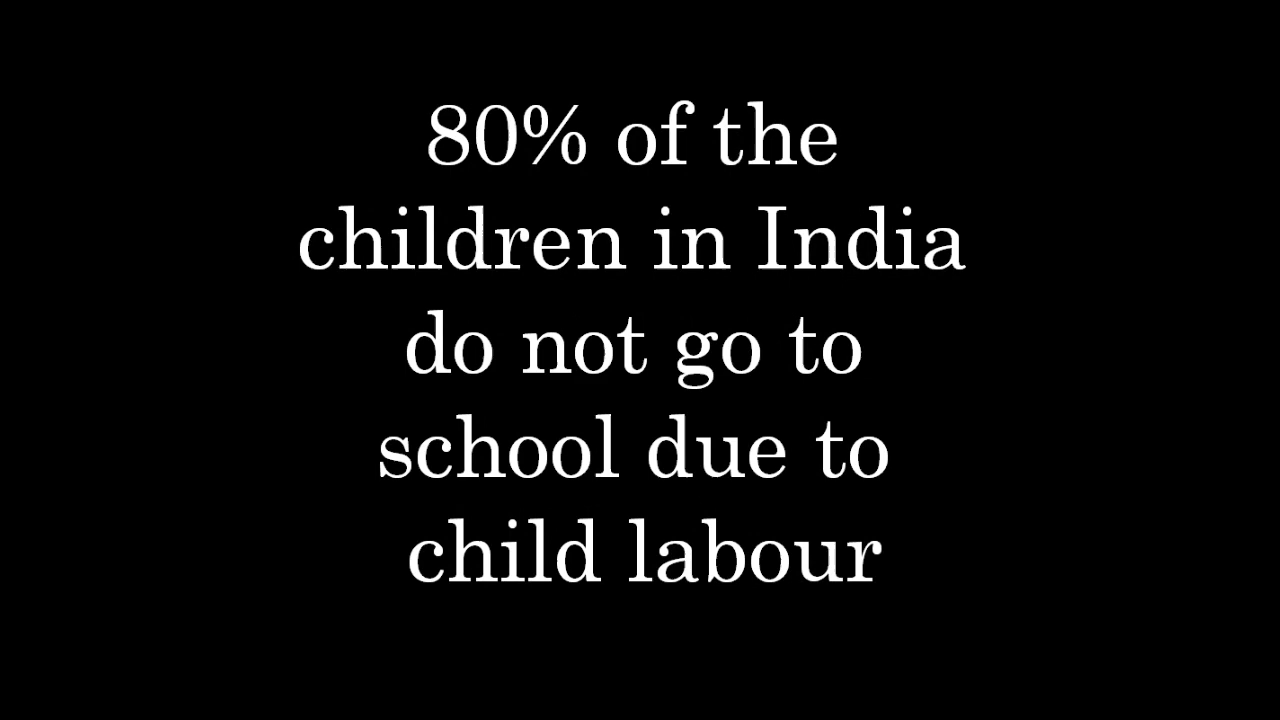 80% of the
children in India
do not go to
school due to
child labour